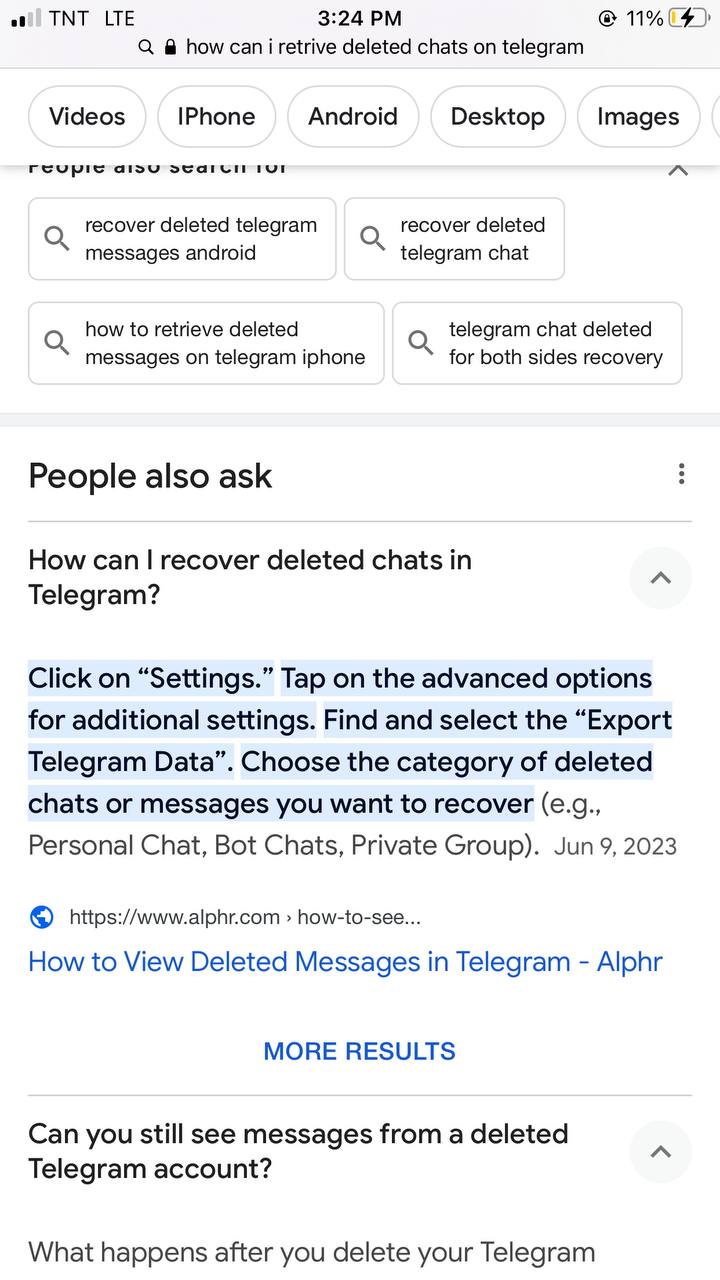 TNT LTE 3:24 PM 11%
how can i retrive deleted chats on telegram
Videos IPhone Android Desktop Images
People also search for
recover deleted telegram
messages android
recover deleted
telegram chat
how to retrieve deleted
messages on telegram iphone
telegram chat deleted
for both sides recovery
People also ask
How can I recover deleted chats in
Telegram?
Click on “Settings.” Tap on the advanced options
for additional settings. Find and select the “Export
Telegram Data”. Choose the category of deleted
chats or messages you want to recover (e.g.,
Personal Chat, Bot Chats, Private Group). Jun 9, 2023
https://www.alphr.com › how-to-see...
How to View Deleted Messages in Telegram - Alphr
MORE RESULTS
Can you still see messages from a deleted
Telegram account?
What happens after you delete your Telegram